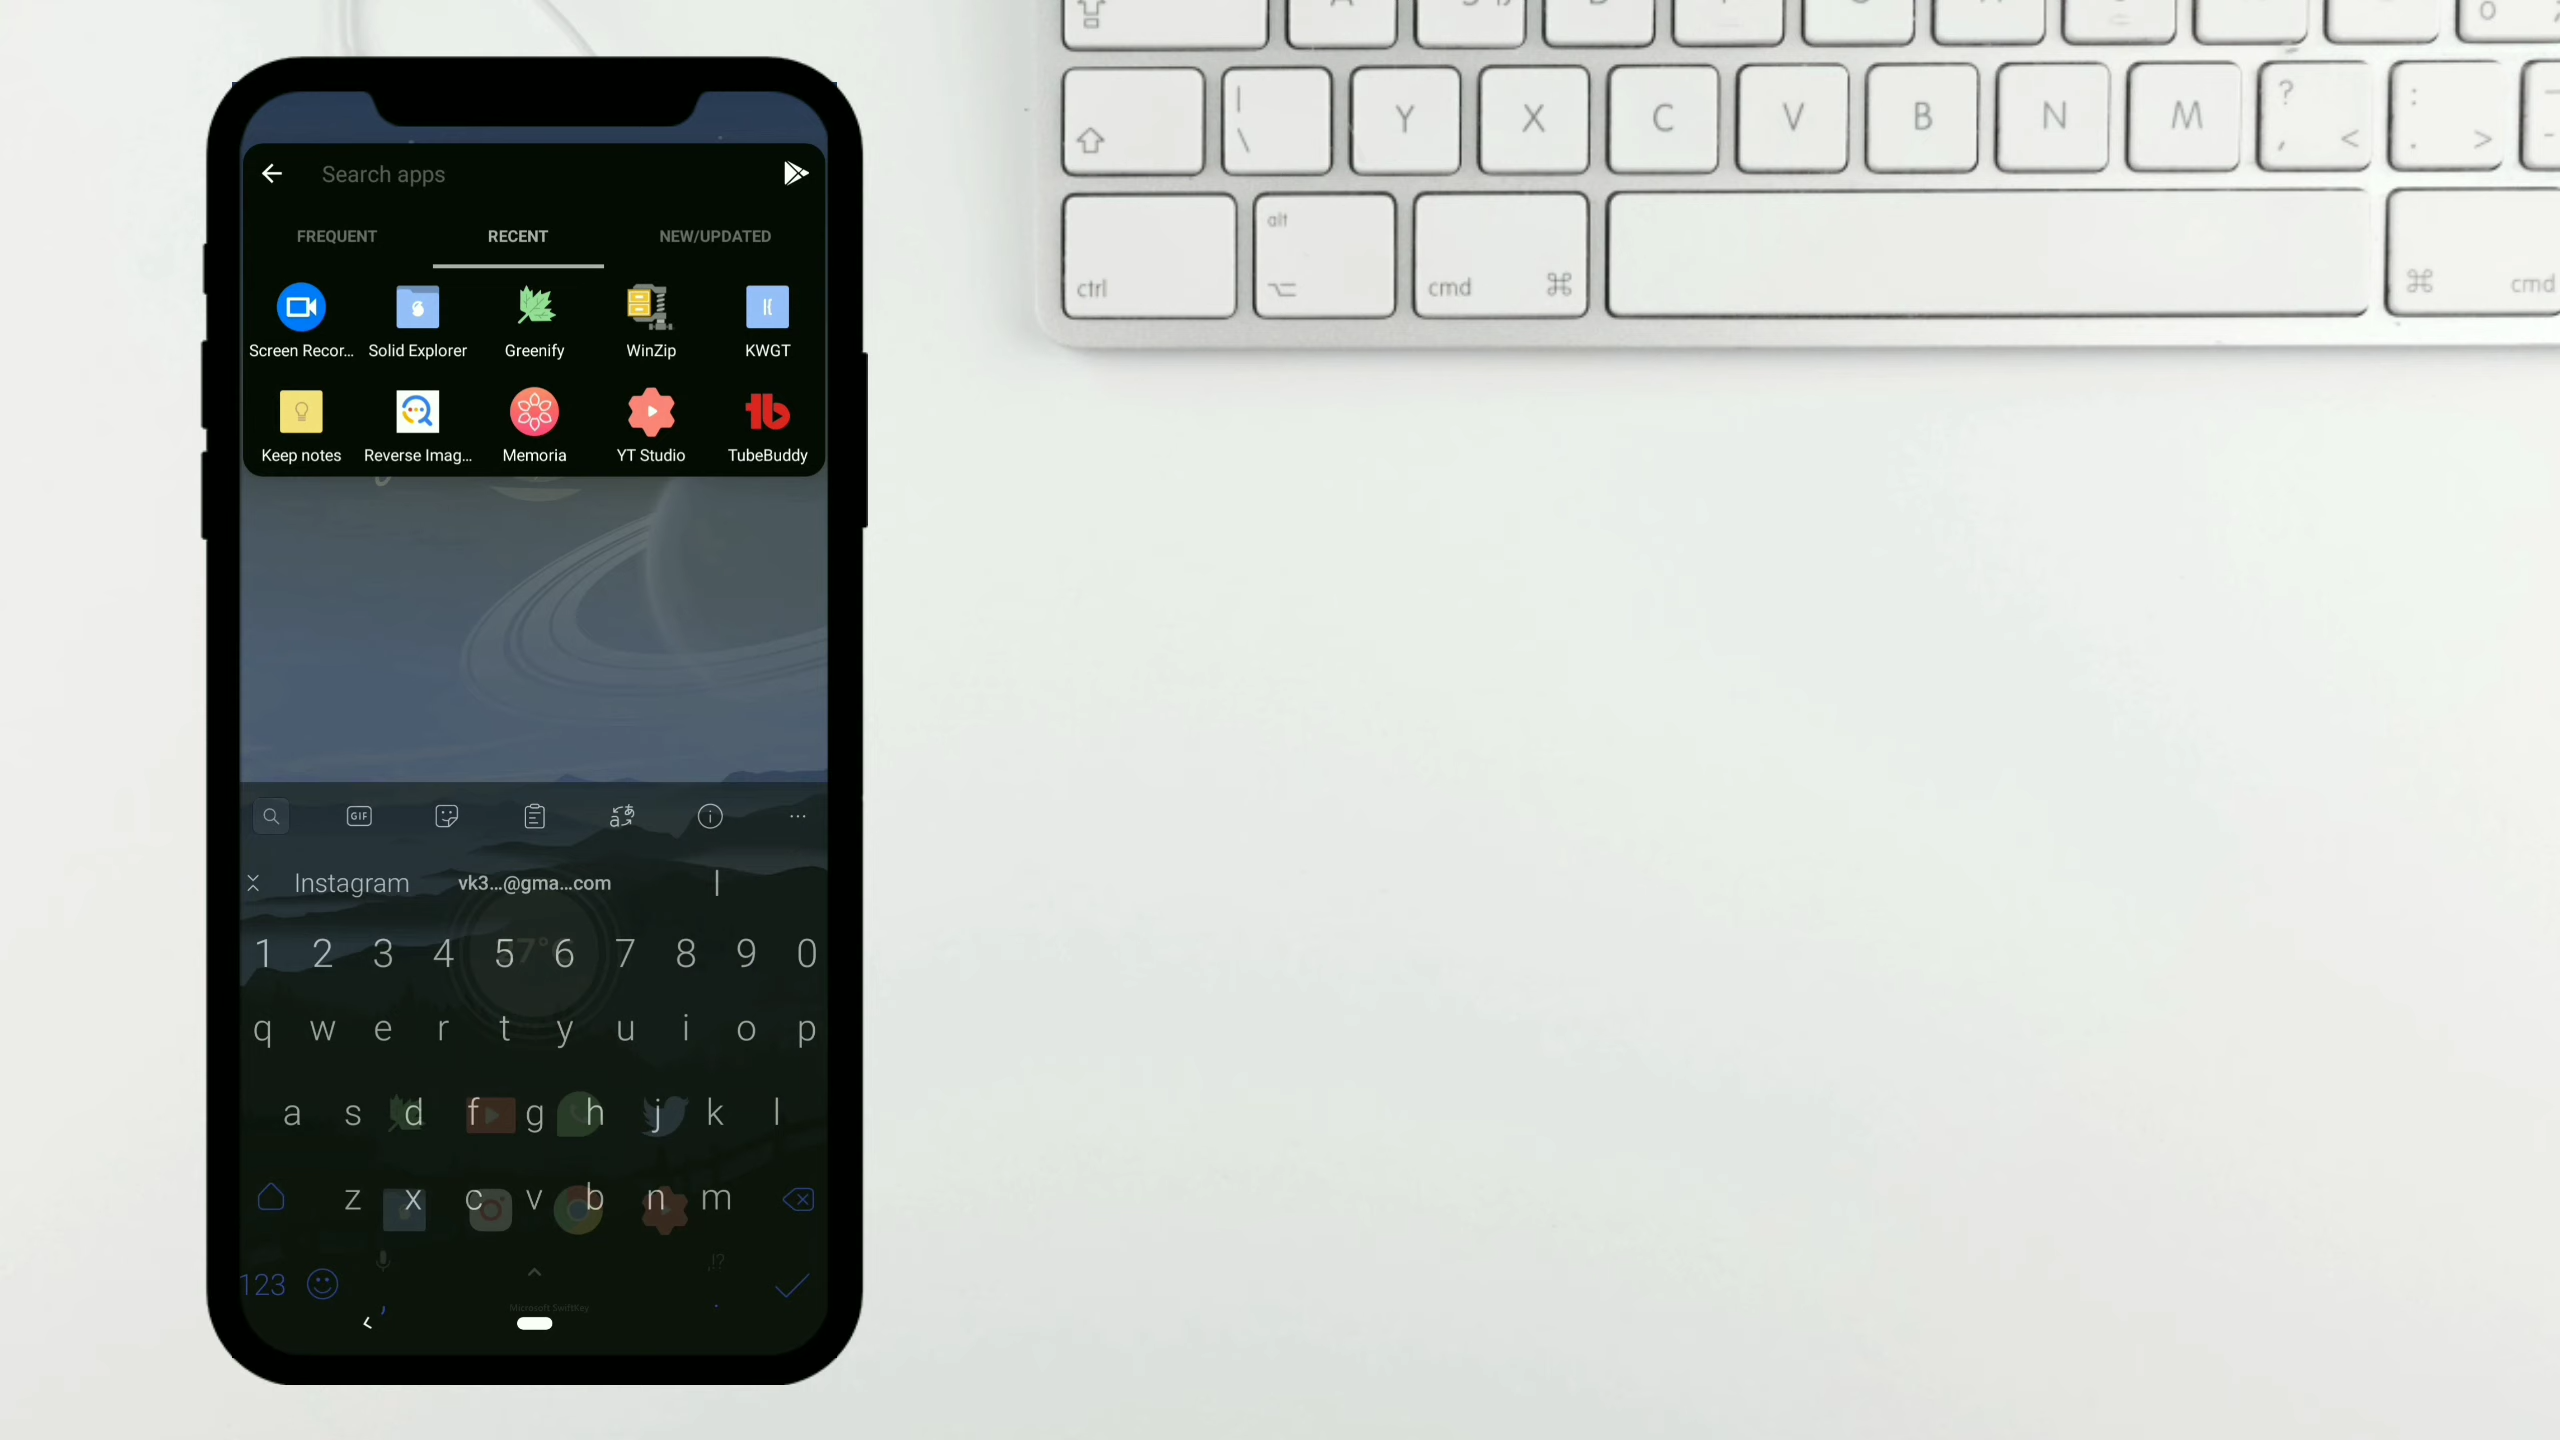 Search apps
FREQUENT RECENT NEW/UPDATED
Screen Recor... Solid Explorer Greenify WinZip KWGT
Keep notes Reverse Imag... Memoria YT Studio TubeBuddy
GIF
Instagram vk3...@gma...com |
1 2 3 4 5 6 7 8 9 0
q w e r t y u i o p
a s d f g h j k l
z x c v b n m
,!?
123 , .
Microsoft SwiftKey
| \ Y X C V B N M ? , < : . >
ctrl alt cmd ⌘ ⌘ cmd